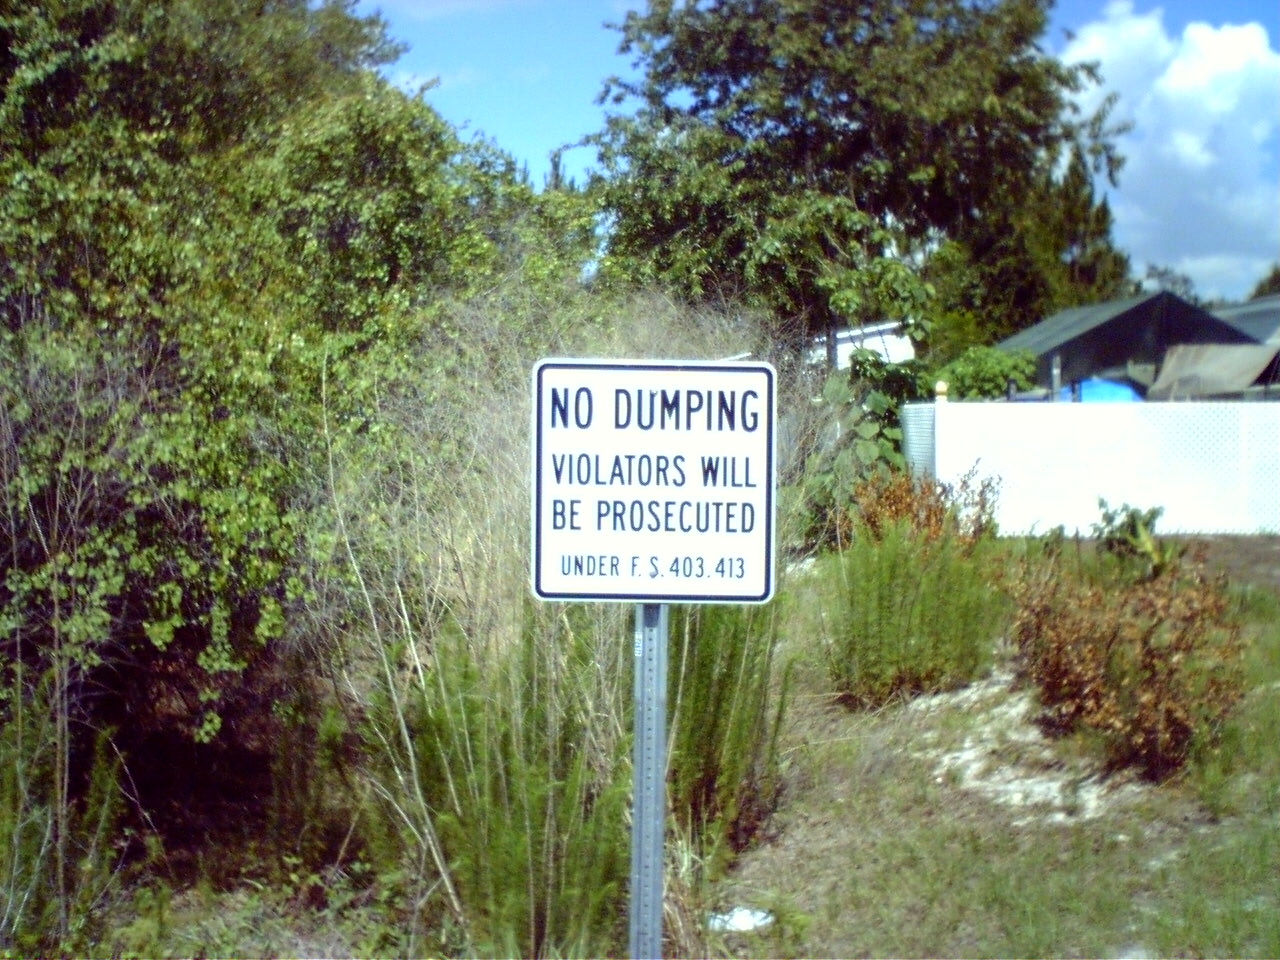 NO DUMPING
VIOLATORS WILL
BE PROSECUTED
UNDER F.S.403.413